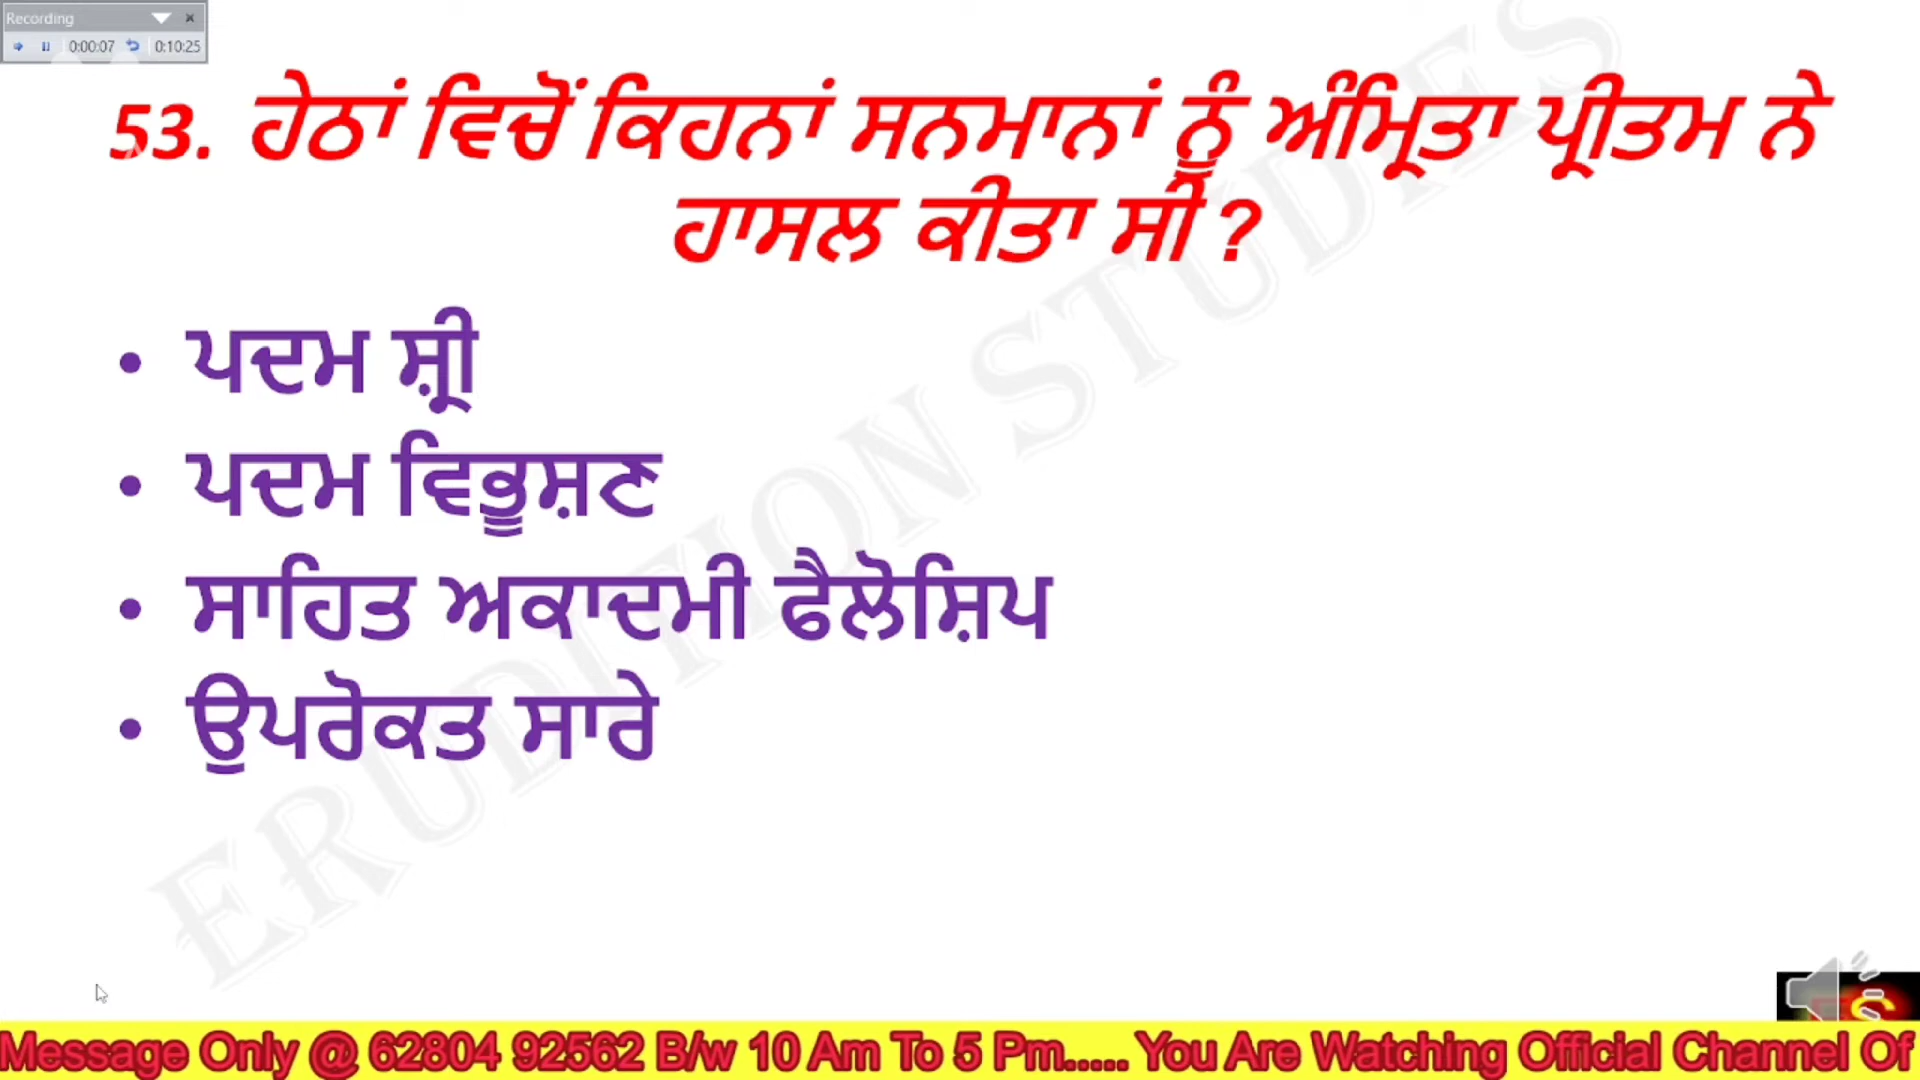 Recording
0:00:07 0:10:25
53. ਹੇਠਾਂ ਵਿਚੋਂ ਕਿਹਨਾਂ ਸਨਮਾਨਾਂ ਨੂੰ ਅੰਮ੍ਰਿਤਾ ਪ੍ਰੀਤਮ ਨੇ
ਹਾਸਲ ਕੀਤਾ ਸੀ ?
• ਪਦਮ ਸ਼੍ਰੀ
• ਪਦਮ ਵਿਭੂਸ਼ਣ
• ਸਾਹਿਤ ਅਕਾਦਮੀ ਫੈਲੋਸ਼ਿਪ
• ਉਪਰੋਕਤ ਸਾਰੇ
ERUDITION STUDIES
Message Only @ 62804 92562 B/w 10 Am To 5 Pm..... You Are Watching Official Channel Of